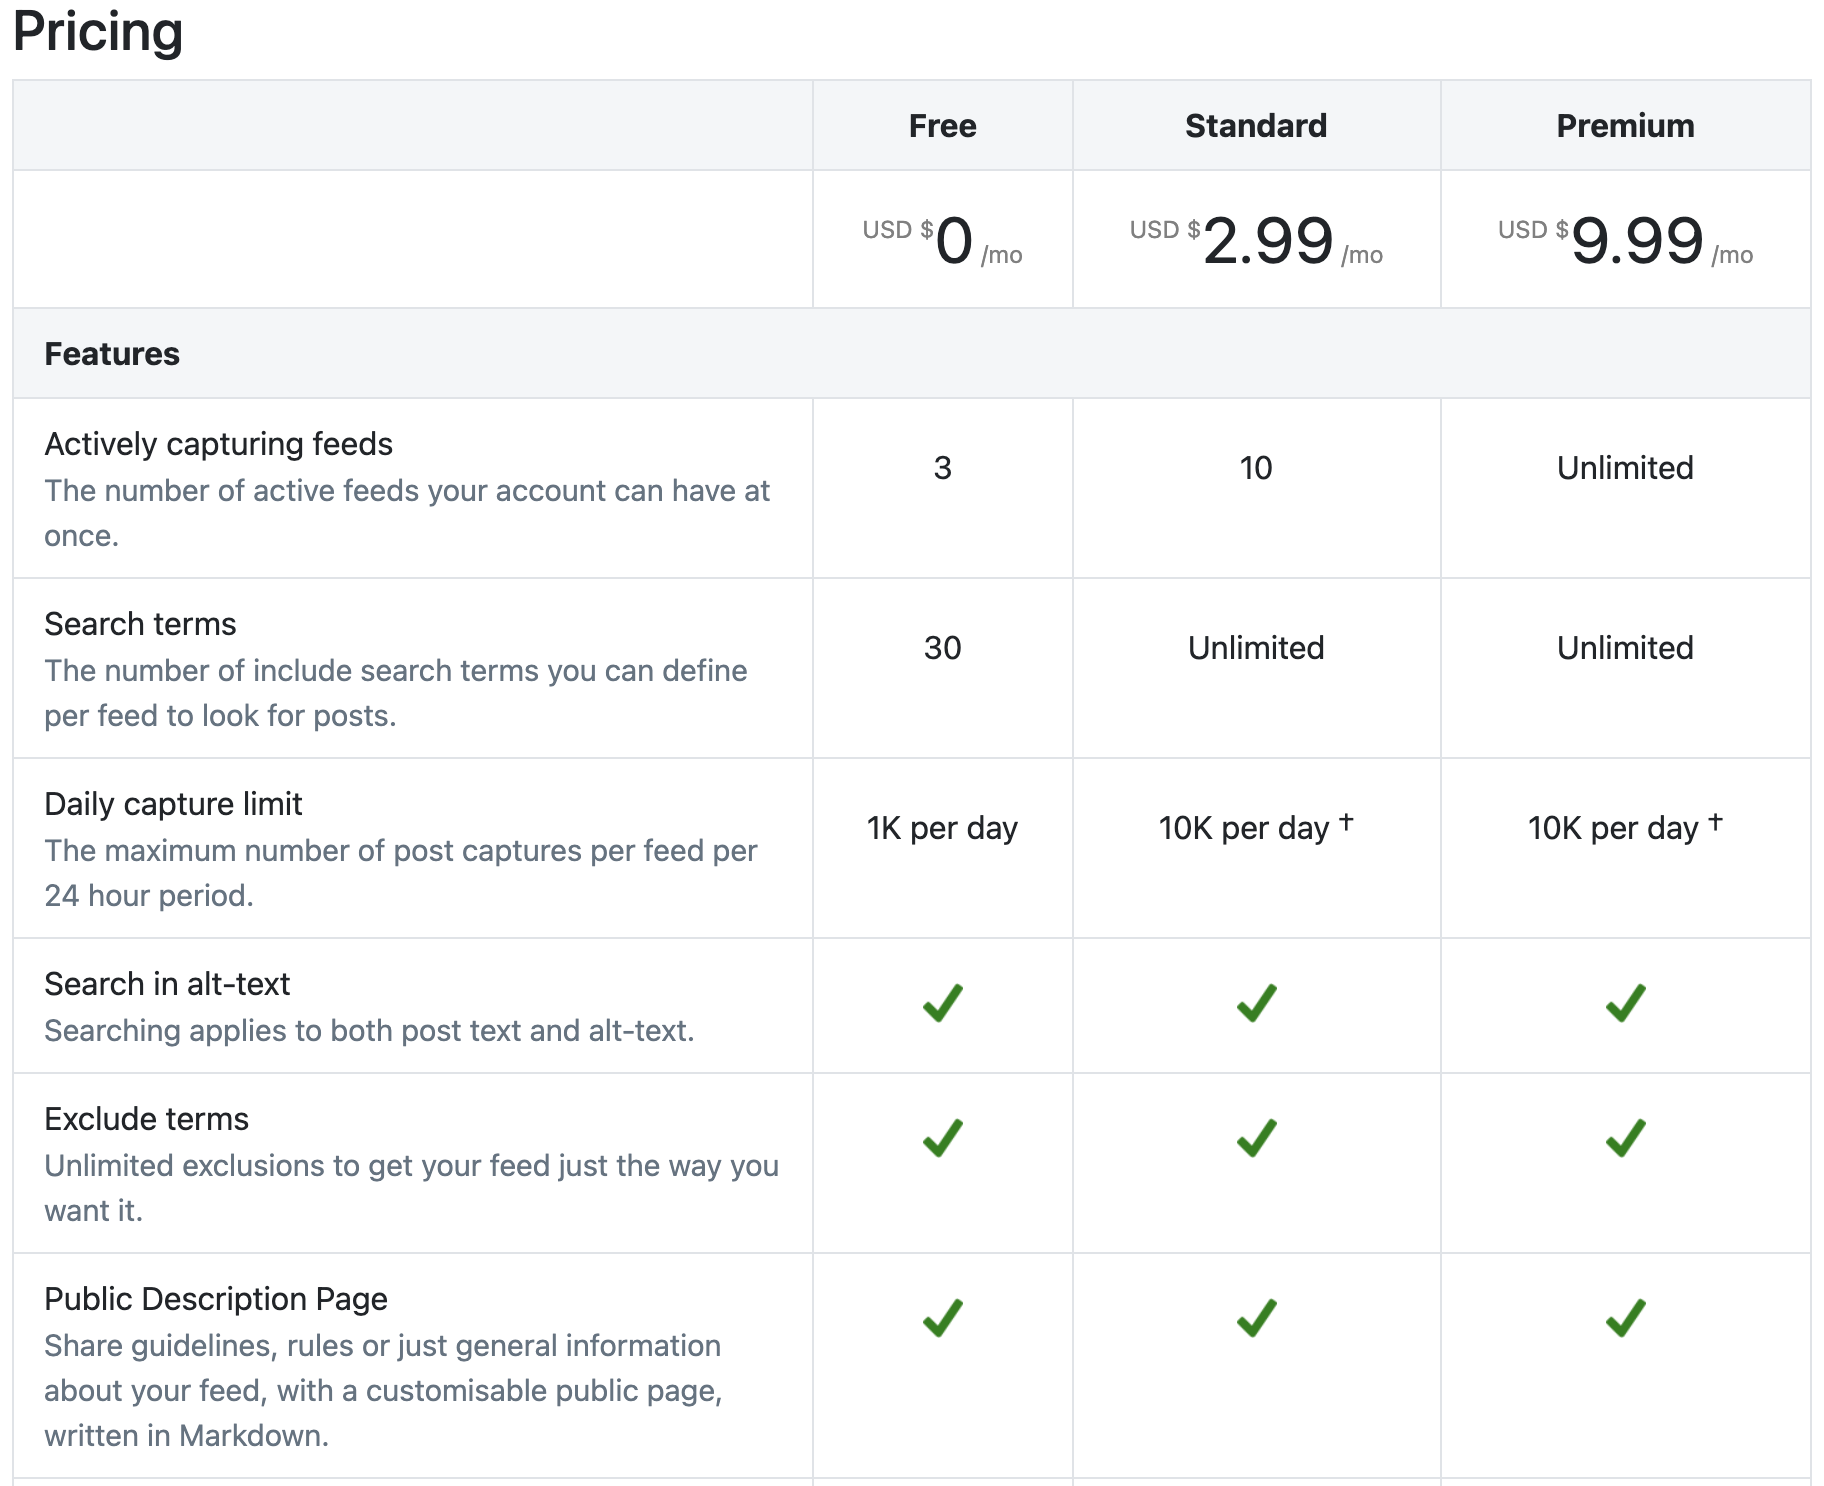 Pricing
Free Standard Premium
USD $0 /mo USD $2.99 /mo USD $9.99 /mo
Features
Actively capturing feeds
The number of active feeds your account can have at
once.
3 10 Unlimited
Search terms
The number of include search terms you can define
per feed to look for posts.
30 Unlimited Unlimited
Daily capture limit
The maximum number of post captures per feed per
24 hour period.
1K per day 10K per day † 10K per day †
Search in alt-text
Searching applies to both post text and alt-text.
Exclude terms
Unlimited exclusions to get your feed just the way you
want it.
Public Description Page
Share guidelines, rules or just general information
about your feed, with a customisable public page,
written in Markdown.